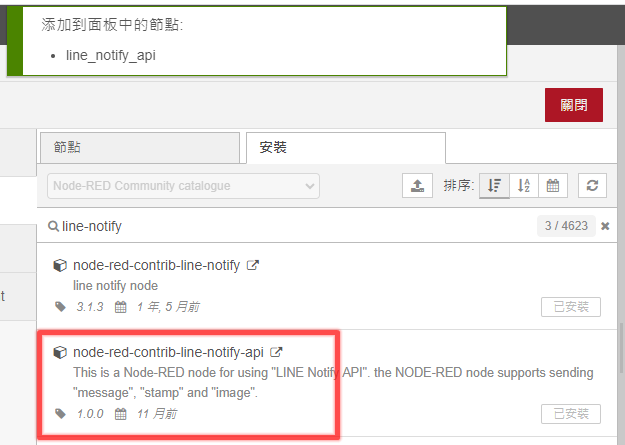 添加到面板中的節點:
• line_notify_api
關閉
節點
安裝
Node-RED Community catalogue
排序:
line-notify
3 / 4623
node-red-contrib-line-notify
line notify node
3.1.3 1 年, 5 月前
已安裝
node-red-contrib-line-notify-api
This is a Node-RED node for using "LINE Notify API". the NODE-RED node supports sending
"message", "stamp" and "image".
1.0.0 11 月前
已安裝
t